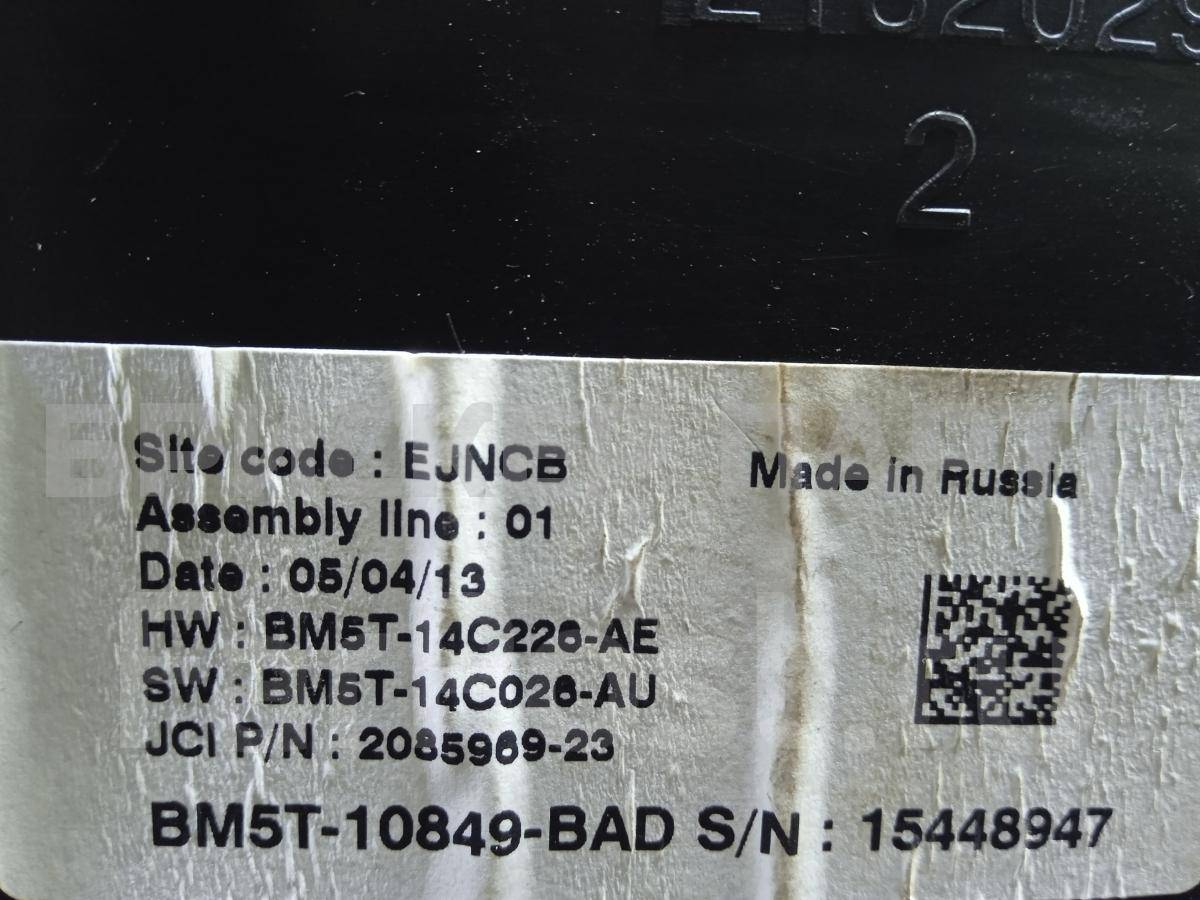 2
Site code : EJNCB
Made in Russia
Assembly line : 01
Date : 05/04/13
HW : BM5T-14C226-AE
SW : BM5T-14C026-AU
JCI P/N : 2085969-23
BM5T-10849-BAD S/N : 15448947